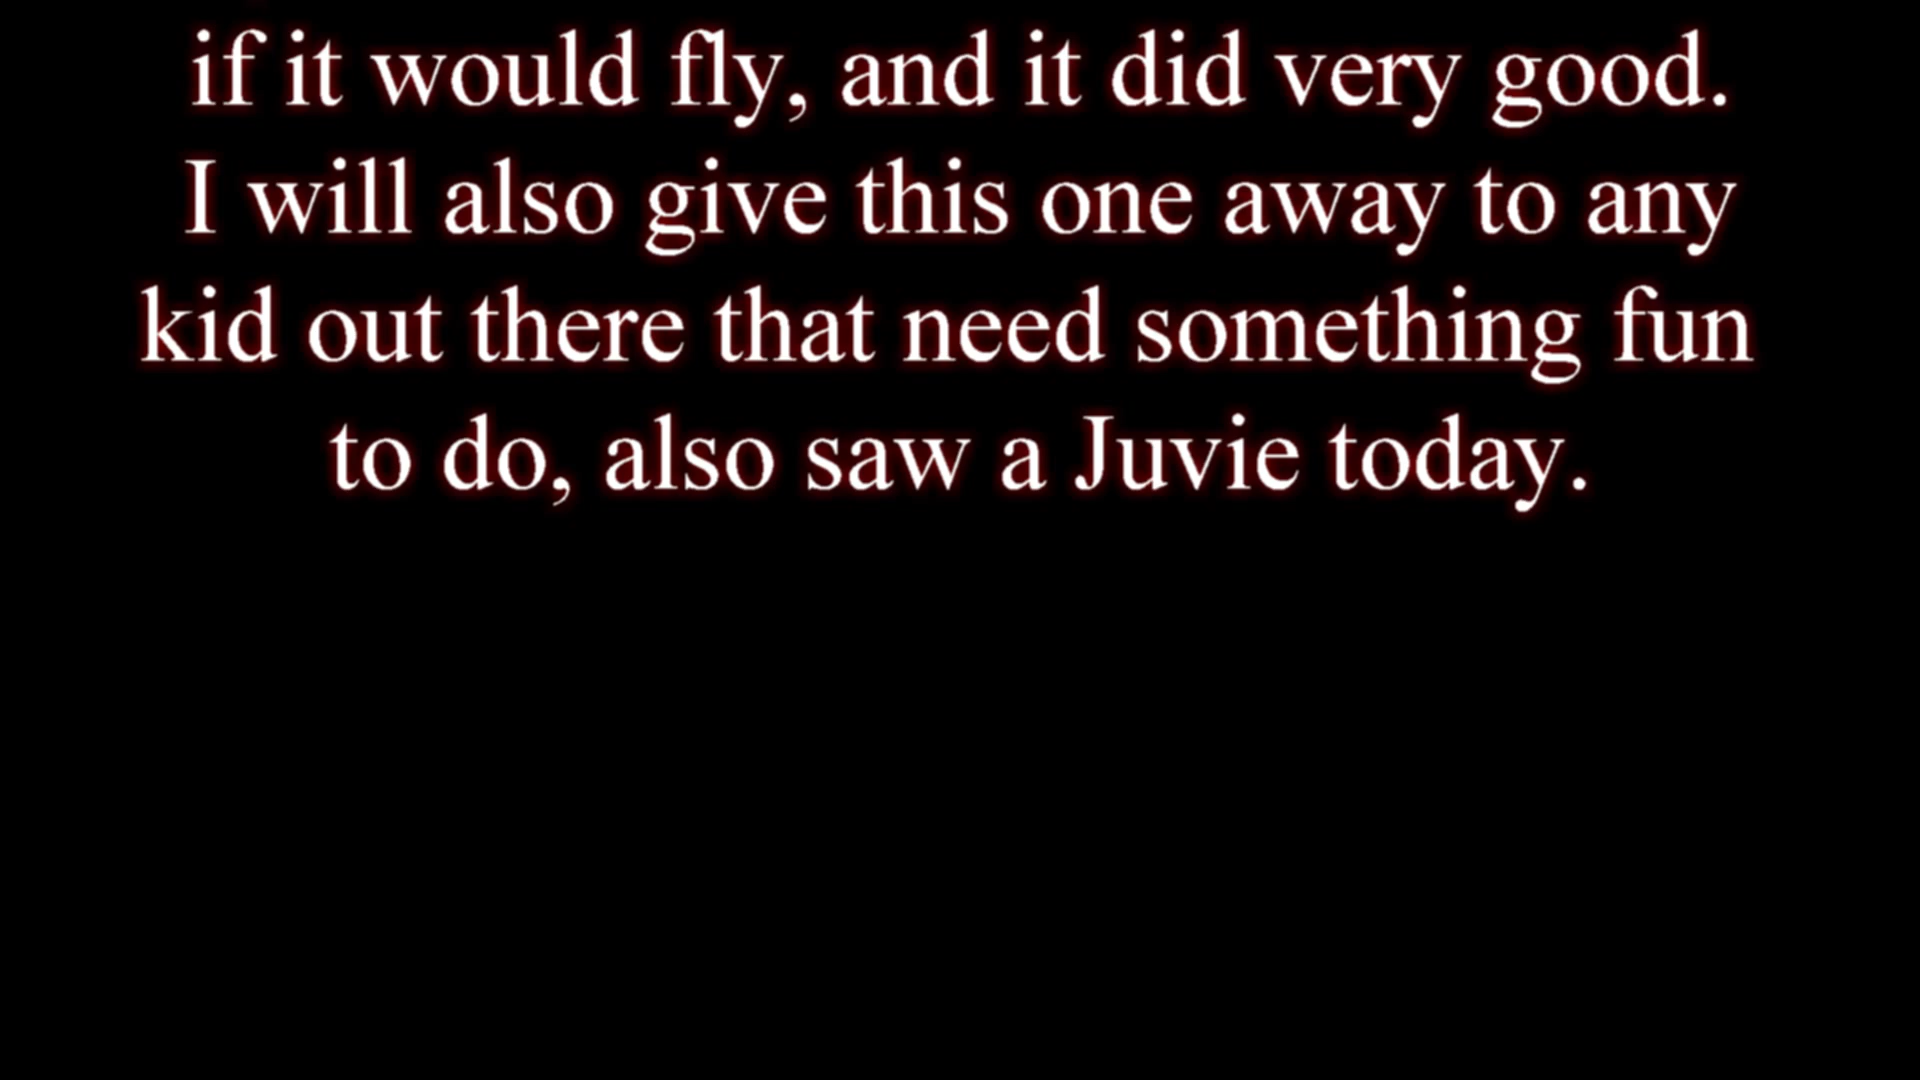 if it would fly, and it did very good.
I will also give this one away to any
kid out there that need something fun
to do, also saw a Juvie today.